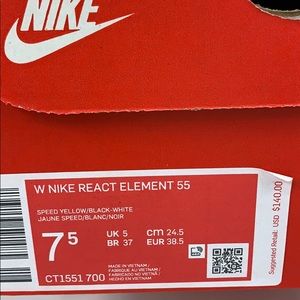 NIKE
W NIKE REACT ELEMENT 55
SPEED YELLOW/BLACK-WHITE
JAUNE SPEED/BLANC/NOIR
7 5
UK 5 cm 24.5
BR 37 EUR 38.5
CT1551 700
MADE IN VIETNAM /
FABRIQUE AU VIETNAM /
FABRICADO NO VIETNÃ /
HECHO EN VIETNAM
Suggested Retail: USD $140.00